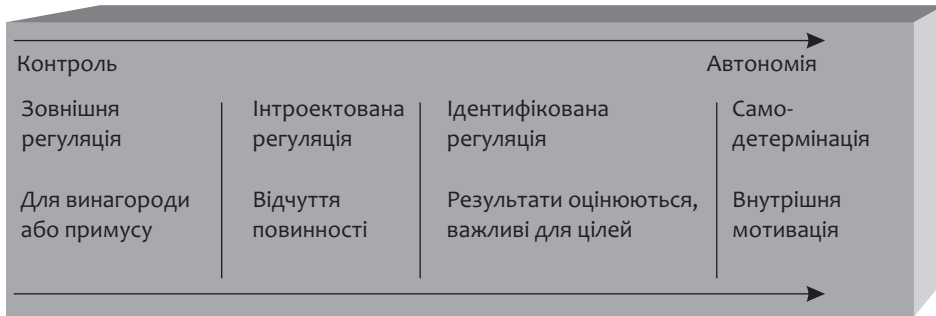 Контроль
Автономія
Зовнішня
регуляція
Інтроектована
регуляція
Ідентифікована
регуляція
Само-
детермінація
Для винагороди
або примусу
Відчуття
повинності
Результати оцінюються,
важливі для цілей
Внутрішня
мотивація